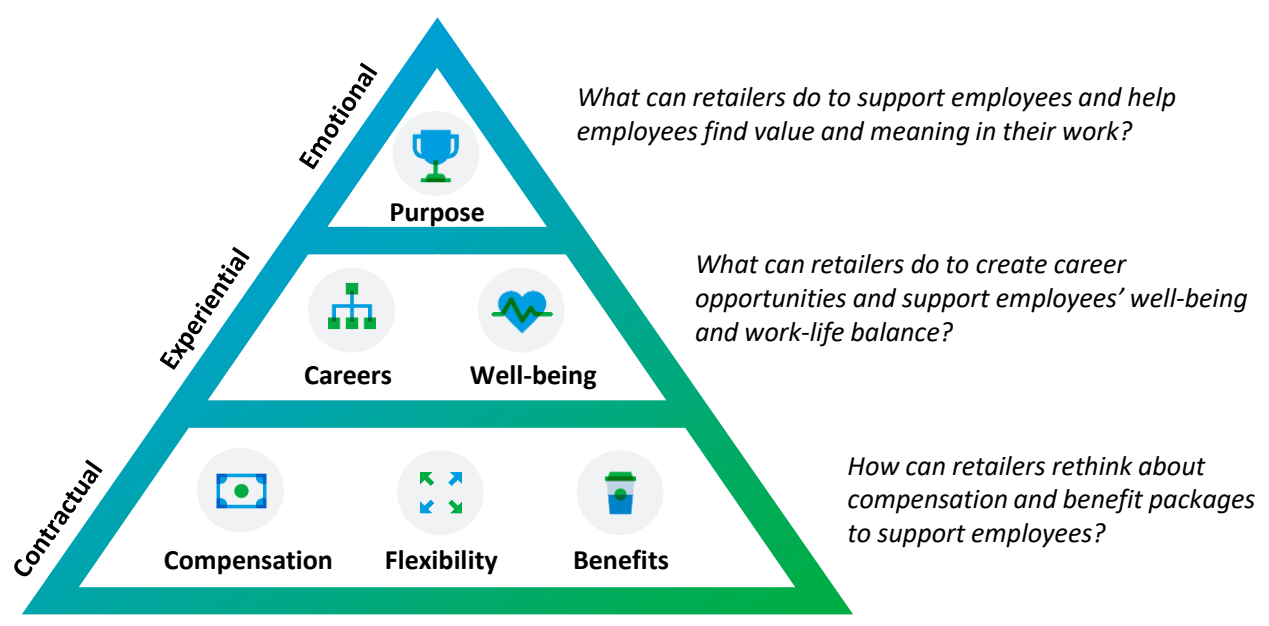 Emotional
What can retailers do to support employees and help
employees find value and meaning in their work?
Purpose
Experiential
What can retailers do to create career
opportunities and support employees’ well-being
and work-life balance?
Careers
Well-being
Contractual
How can retailers rethink about
compensation and benefit packages
to support employees?
Compensation
Flexibility
Benefits